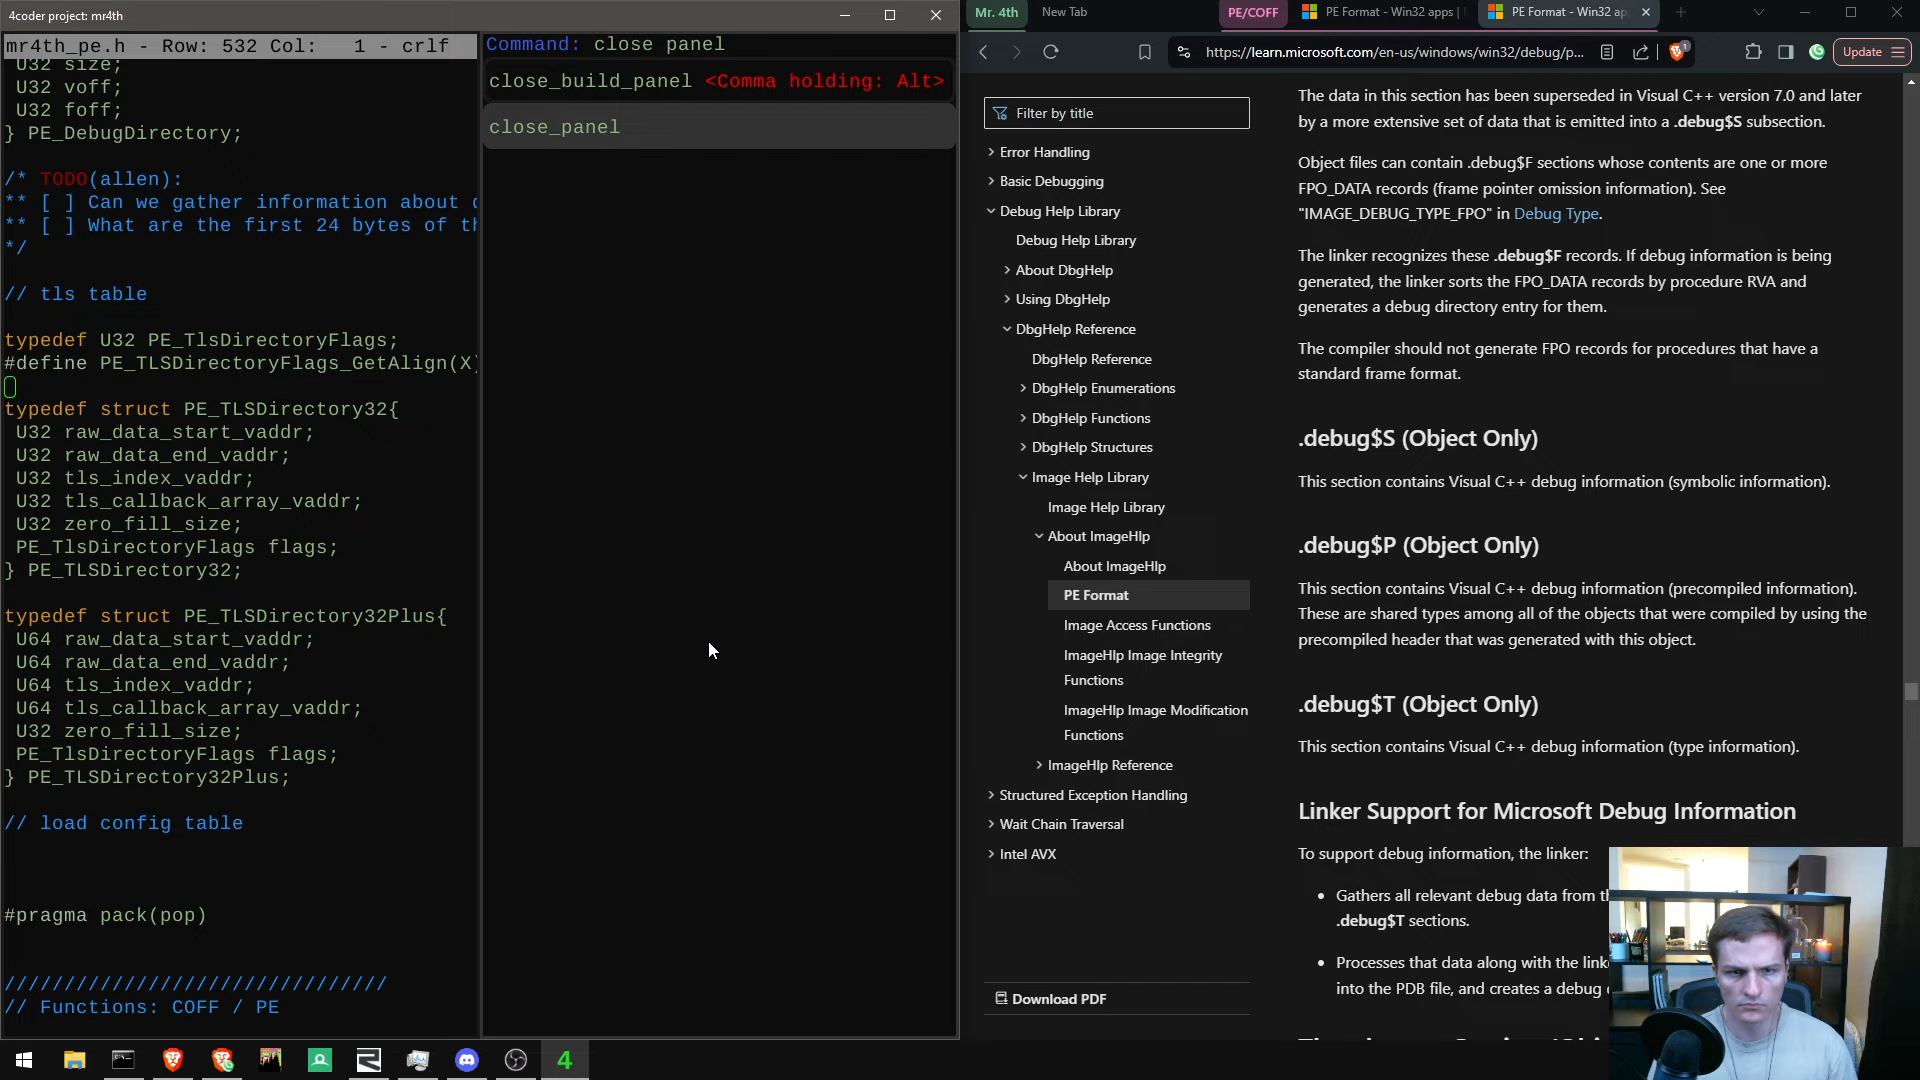 4coder project: mr4th
mr4th_pe.h - Row: 532 Col:   1 - crlf
U32 size;
U32 voff;
U32 foff;
} PE_DebugDirectory;
/* TODO(allen):
** [ ] Can we gather information about
** [ ] What are the first 24 bytes of
*/
// tls table
typedef U32 PE_TlsDirectoryFlags;
#define PE_TLSDirectoryFlags_GetAlign(X)
typedef struct PE_TLSDirectory32{
U32 raw_data_start_vaddr;
U32 raw_data_end_vaddr;
U32 tls_index_vaddr;
U32 tls_callback_array_vaddr;
U32 zero_fill_size;
PE_TlsDirectoryFlags flags;
} PE_TLSDirectory32;
typedef struct PE_TLSDirectory32Plus{
U64 raw_data_start_vaddr;
U64 raw_data_end_vaddr;
U64 tls_index_vaddr;
U64 tls_callback_array_vaddr;
U32 zero_fill_size;
PE_TlsDirectoryFlags flags;
} PE_TLSDirectory32Plus;
// load config table
#pragma pack(pop)
////////////////////////////////
// Functions: COFF / PE
Command: close panel
close_build_panel <Comma holding: Alt>
close_panel
Mr. 4th
New Tab
PE/COFF
PE Format - Win32 apps |
PE Format - Win32 ap
https://learn.microsoft.com/en-us/windows/win32/debug/p...
1
Update
Filter by title
Error Handling
Basic Debugging
Debug Help Library
Debug Help Library
About DbgHelp
Using DbgHelp
DbgHelp Reference
DbgHelp Reference
DbgHelp Enumerations
DbgHelp Functions
DbgHelp Structures
Image Help Library
Image Help Library
About ImageHlp
About ImageHlp
PE Format
Image Access Functions
ImageHlp Image Integrity
Functions
ImageHlp Image Modification
Functions
ImageHlp Reference
Structured Exception Handling
Wait Chain Traversal
Intel AVX
Download PDF
The data in this section has been superseded in Visual C++ version 7.0 and later
by a more extensive set of data that is emitted into a .debug$S subsection.
Object files can contain .debug$F sections whose contents are one or more
FPO_DATA records (frame pointer omission information). See
"IMAGE_DEBUG_TYPE_FPO" in Debug Type.
The linker recognizes these .debug$F records. If debug information is being
generated, the linker sorts the FPO_DATA records by procedure RVA and
generates a debug directory entry for them.
The compiler should not generate FPO records for procedures that have a
standard frame format.
.debug$S (Object Only)
This section contains Visual C++ debug information (symbolic information).
.debug$P (Object Only)
This section contains Visual C++ debug information (precompiled information).
These are shared types among all of the objects that were compiled by using the
precompiled header that was generated with this object.
.debug$T (Object Only)
This section contains Visual C++ debug information (type information).
Linker Support for Microsoft Debug Information
To support debug information, the linker:
Gathers all relevant debug data from
.debug$T sections.
Processes that data along with the
into the PDB file, and creates a debug
4